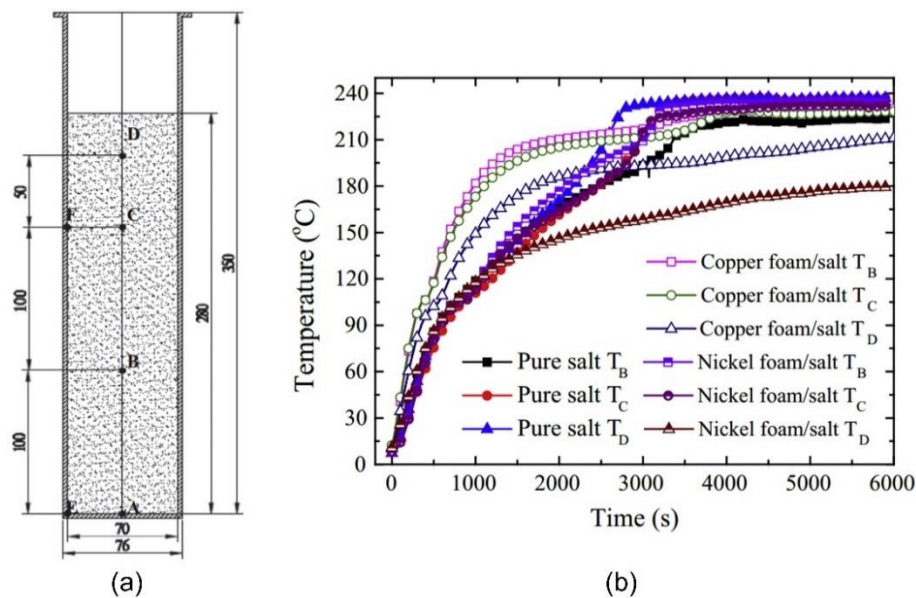 D
F
C
B
E
A
50
100
100
280
350
70
76
(a)
Temperature (°C)
240
210
180
150
120
90
60
30
0
Copper foam/salt T_B
Copper foam/salt T_C
Copper foam/salt T_D
Pure salt T_B
Nickel foam/salt T_B
Pure salt T_C
Nickel foam/salt T_C
Pure salt T_D
Nickel foam/salt T_D
0 1000 2000 3000 4000 5000 6000
Time (s)
(b)